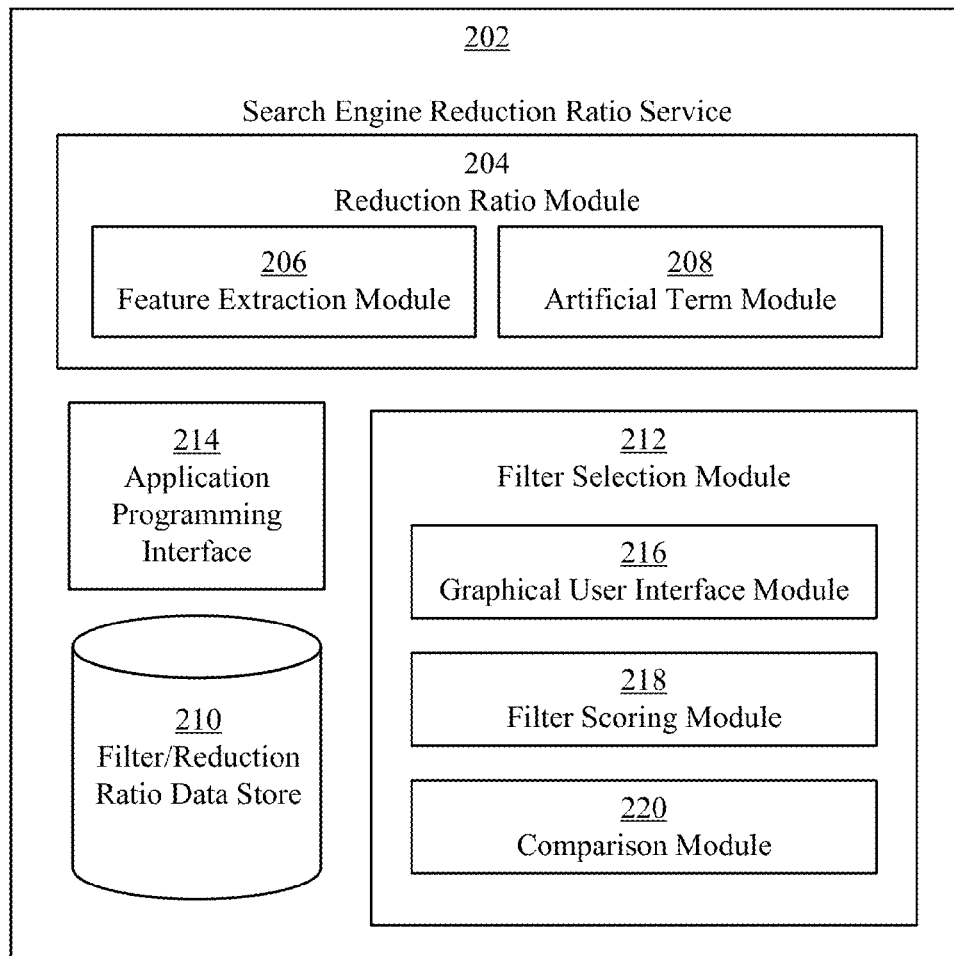 202
Search Engine Reduction Ratio Service
204
Reduction Ratio Module
206
Feature Extraction Module
208
Artificial Term Module
214
Application
Programming
Interface
210
Filter/Reduction
Ratio Data Store
212
Filter Selection Module
216
Graphical User Interface Module
218
Filter Scoring Module
220
Comparison Module